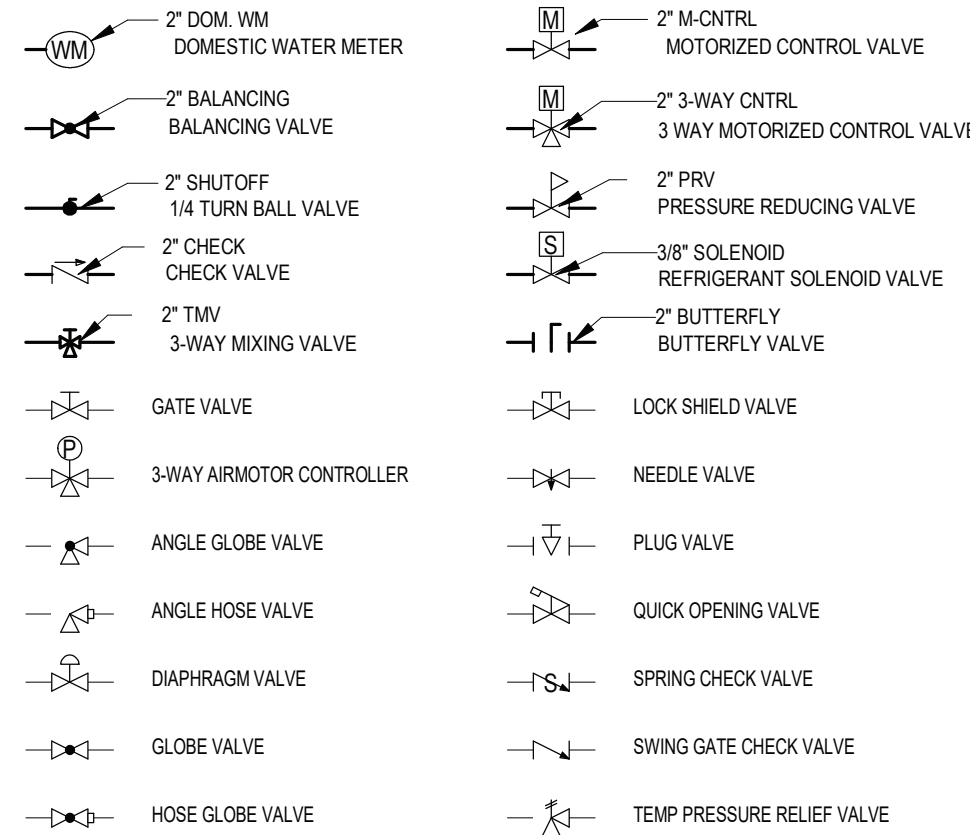 2" DOM. WM
WM
DOMESTIC WATER METER
2" BALANCING
BALANCING VALVE
2" SHUTOFF
1/4 TURN BALL VALVE
2" CHECK
CHECK VALVE
2" TMV
3-WAY MIXING VALVE
GATE VALVE
P
3-WAY AIRMOTOR CONTROLLER
ANGLE GLOBE VALVE
ANGLE HOSE VALVE
DIAPHRAGM VALVE
GLOBE VALVE
HOSE GLOBE VALVE
M
2" M-CNTRL
MOTORIZED CONTROL VALVE
M
2" 3-WAY CNTRL
3 WAY MOTORIZED CONTROL VALVE
2" PRV
PRESSURE REDUCING VALVE
S
3/8" SOLENOID
REFRIGERANT SOLENOID VALVE
2" BUTTERFLY
BUTTERFLY VALVE
LOCK SHIELD VALVE
NEEDLE VALVE
PLUG VALVE
QUICK OPENING VALVE
S
SPRING CHECK VALVE
SWING GATE CHECK VALVE
TEMP PRESSURE RELIEF VALVE